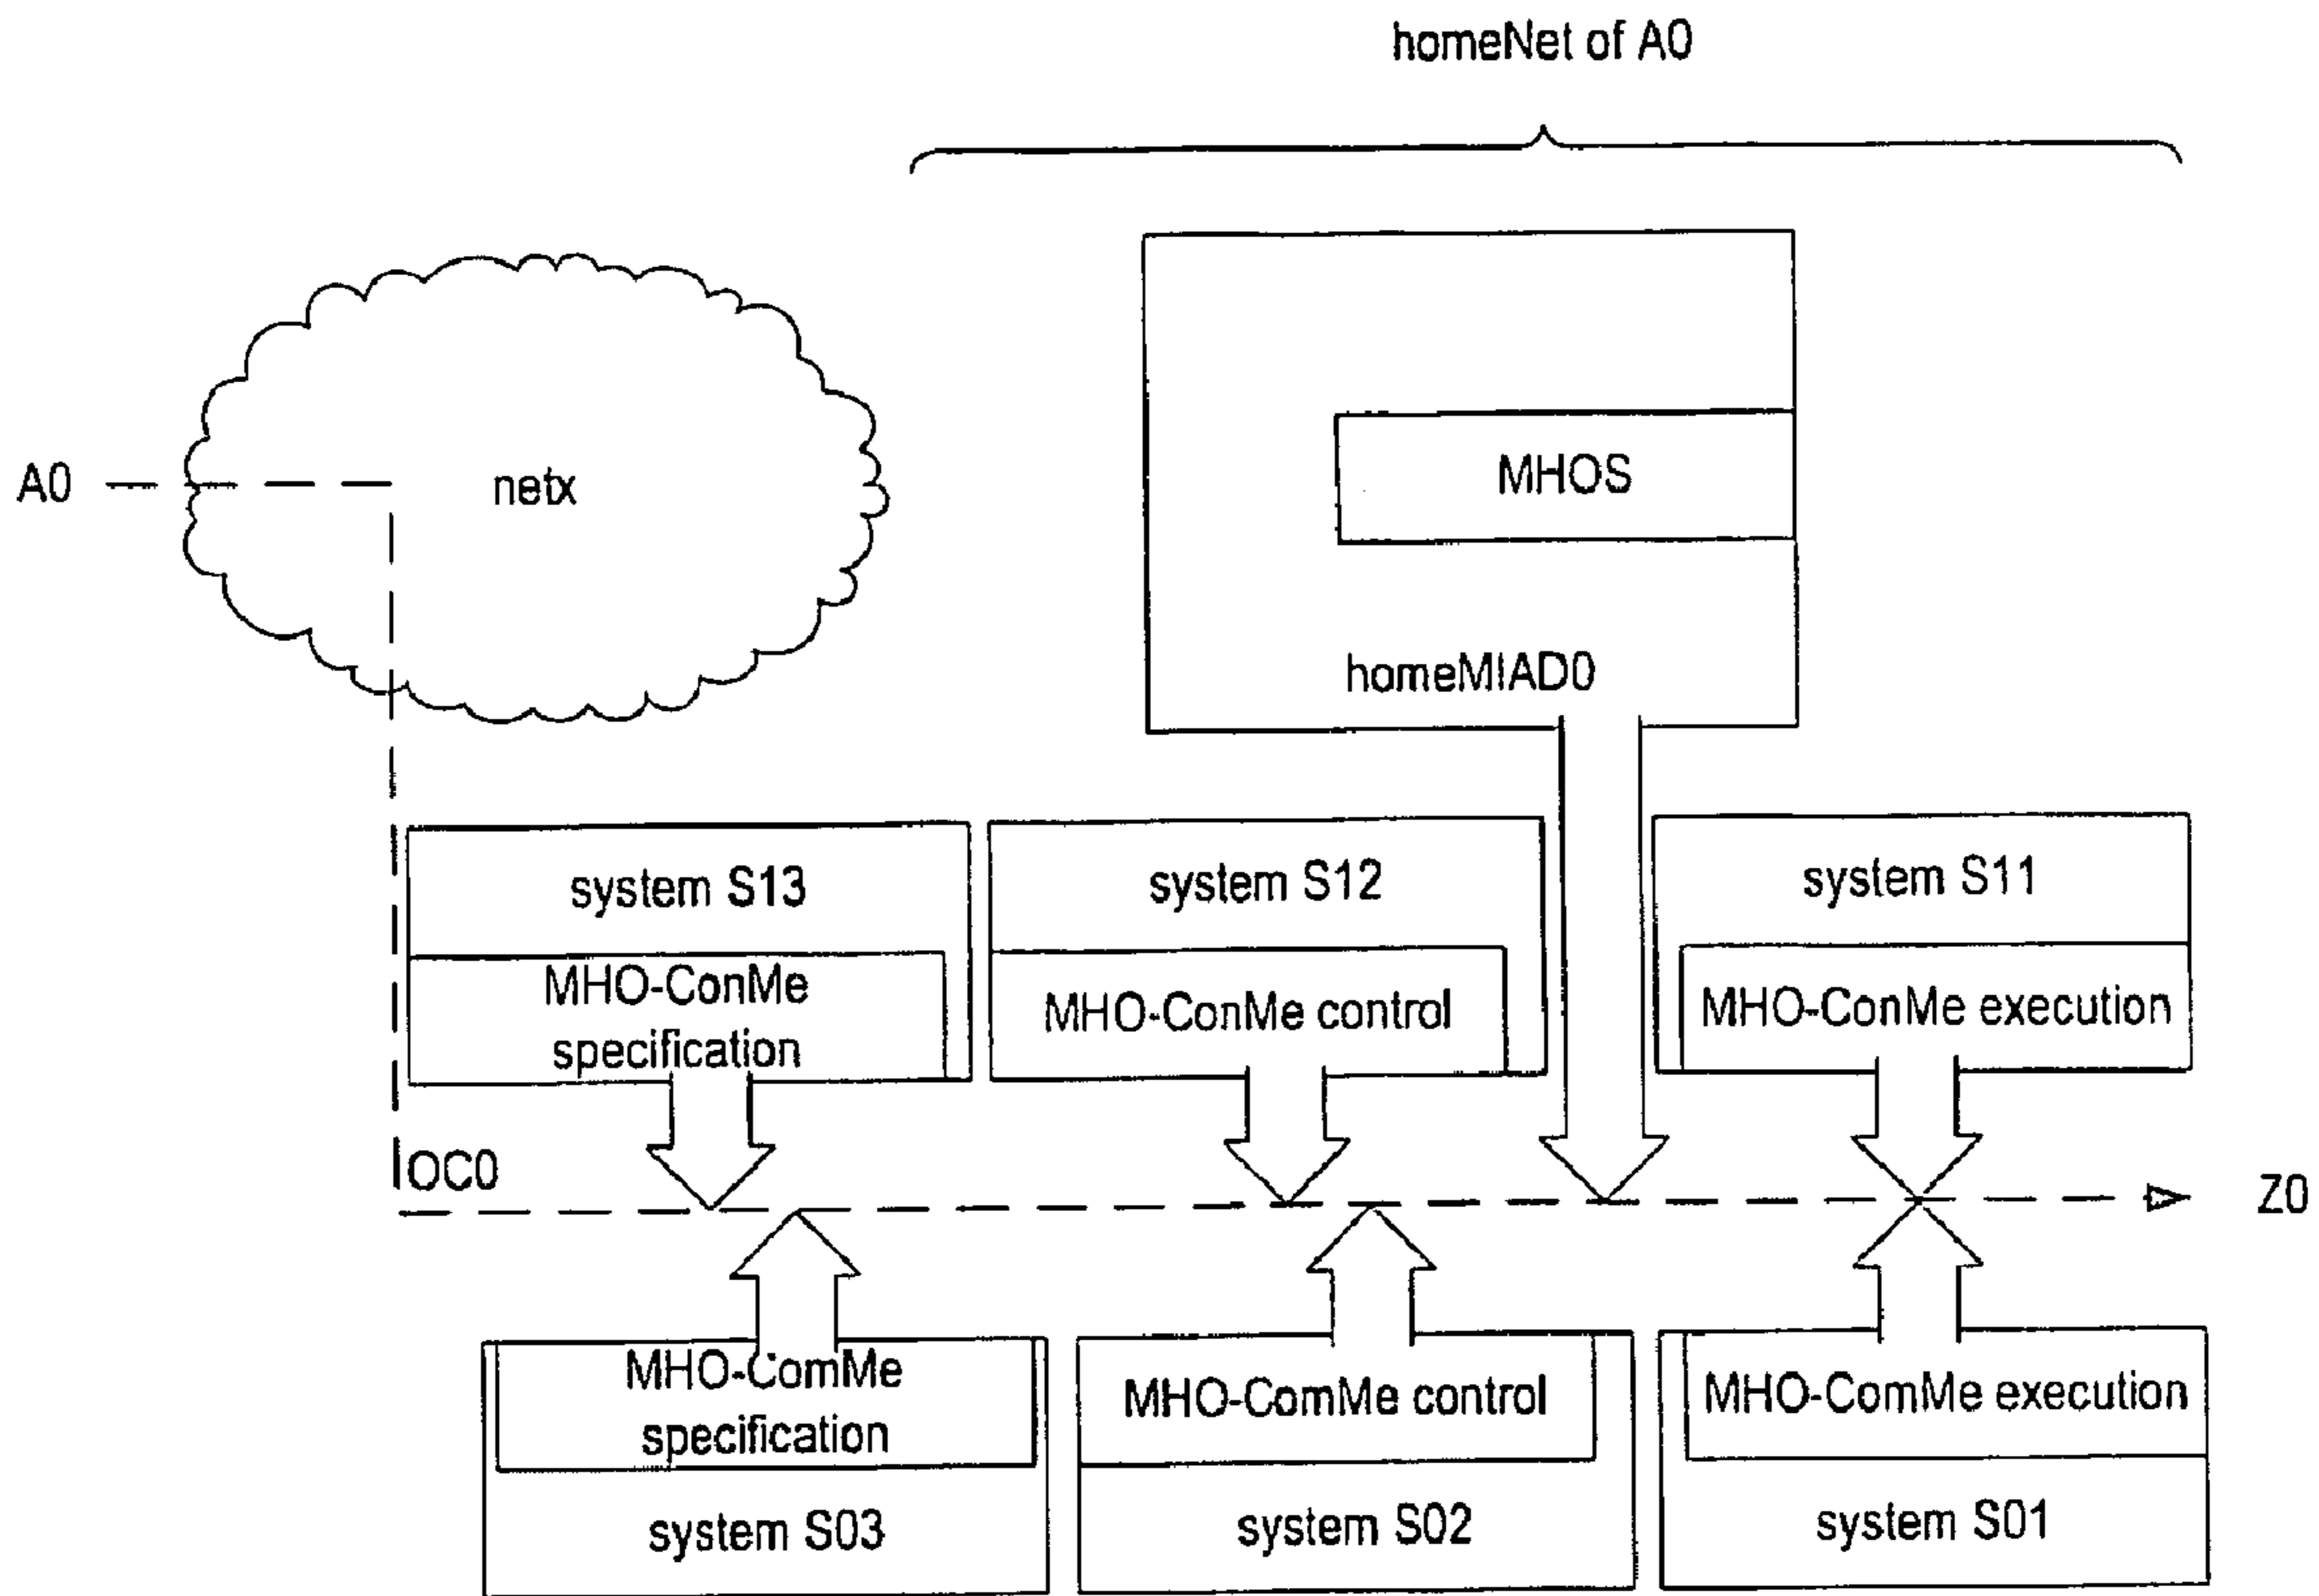 homeNet of A0
A0
netx
MHOS
homeMIAD0
system S13
system S12
system S11
MHO-ConMe
specification
MHO-ConMe control
MHO-ConMe execution
IOC0
Z0
MHO-ComMe
specification
MHO-ComMe control
MHO-ComMe execution
system S03
system S02
system S01